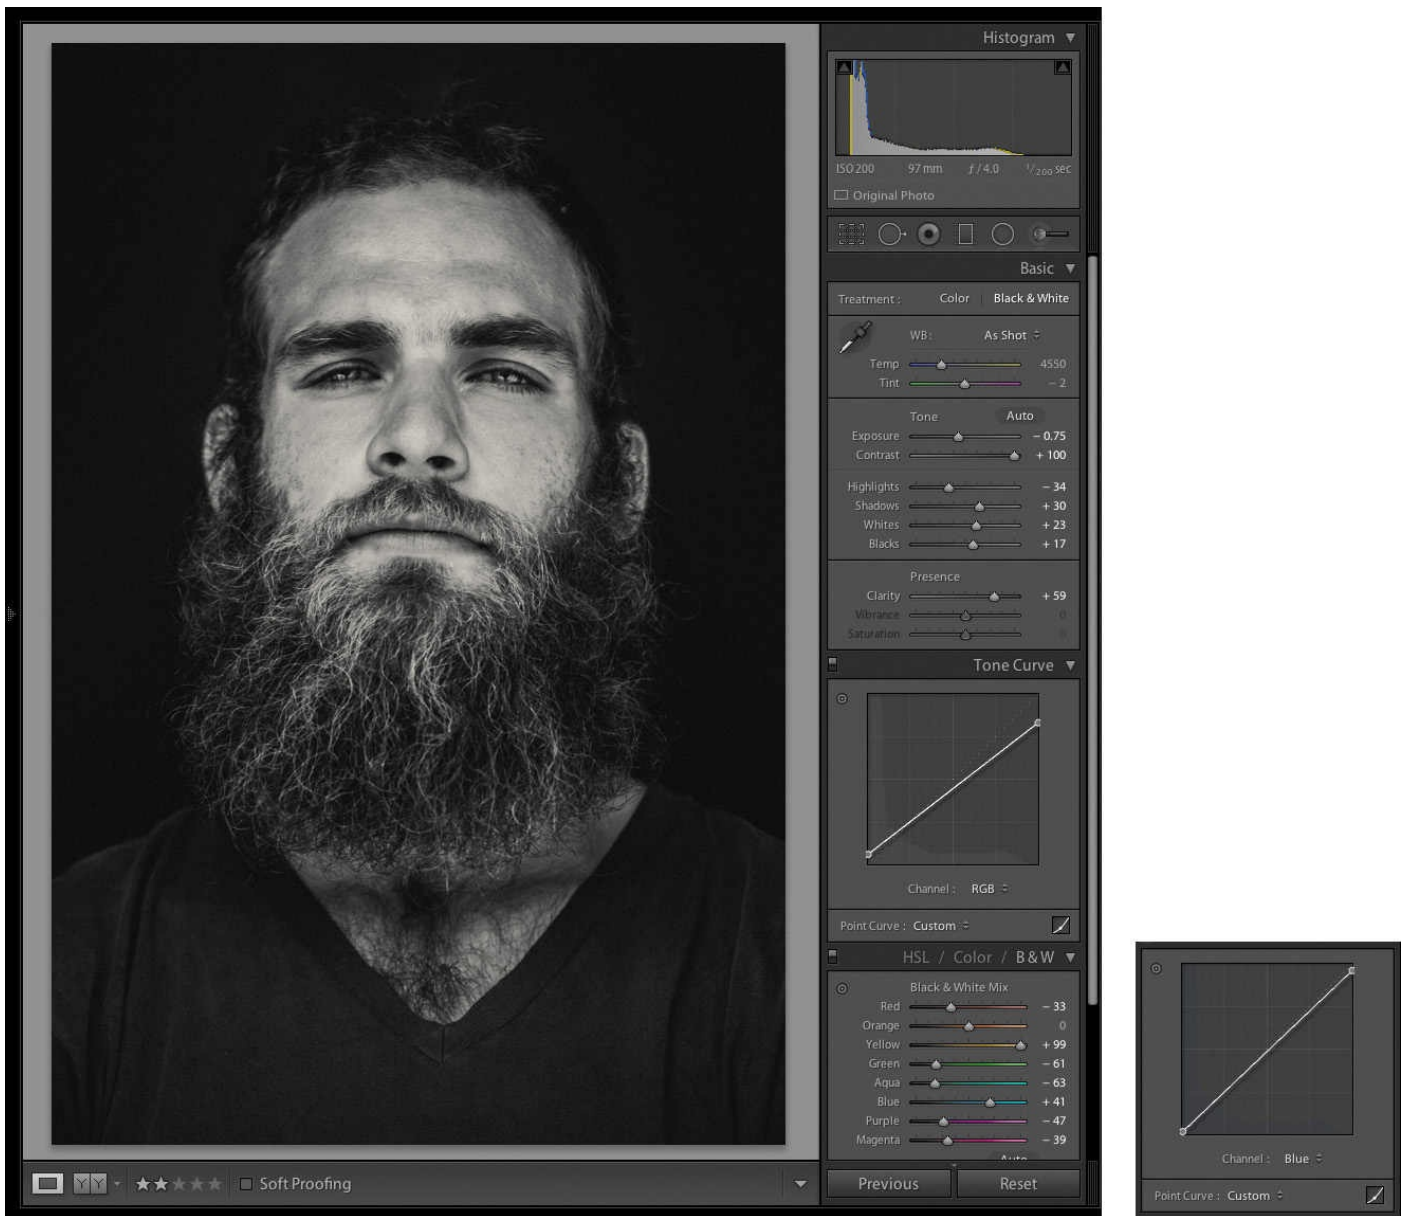 Histogram
ISO 200 97 mm ƒ / 4.0 1/200 sec
Original Photo
Basic
Treatment : Color Black & White
WB : As Shot
Temp 4550
Tint − 2
Tone Auto
Exposure − 0.75
Contrast + 100
Highlights − 34
Shadows + 30
Whites + 23
Blacks + 17
Presence
Clarity + 59
Vibrance 0
Saturation 0
Tone Curve
Channel : RGB
Point Curve : Custom
HSL / Color / B & W
Black & White Mix
Red − 33
Orange 0
Yellow + 99
Green − 61
Aqua − 63
Blue + 41
Purple − 47
Magenta − 39
Auto
Y Y
Soft Proofing
Previous Reset
Channel : Blue
Point Curve : Custom